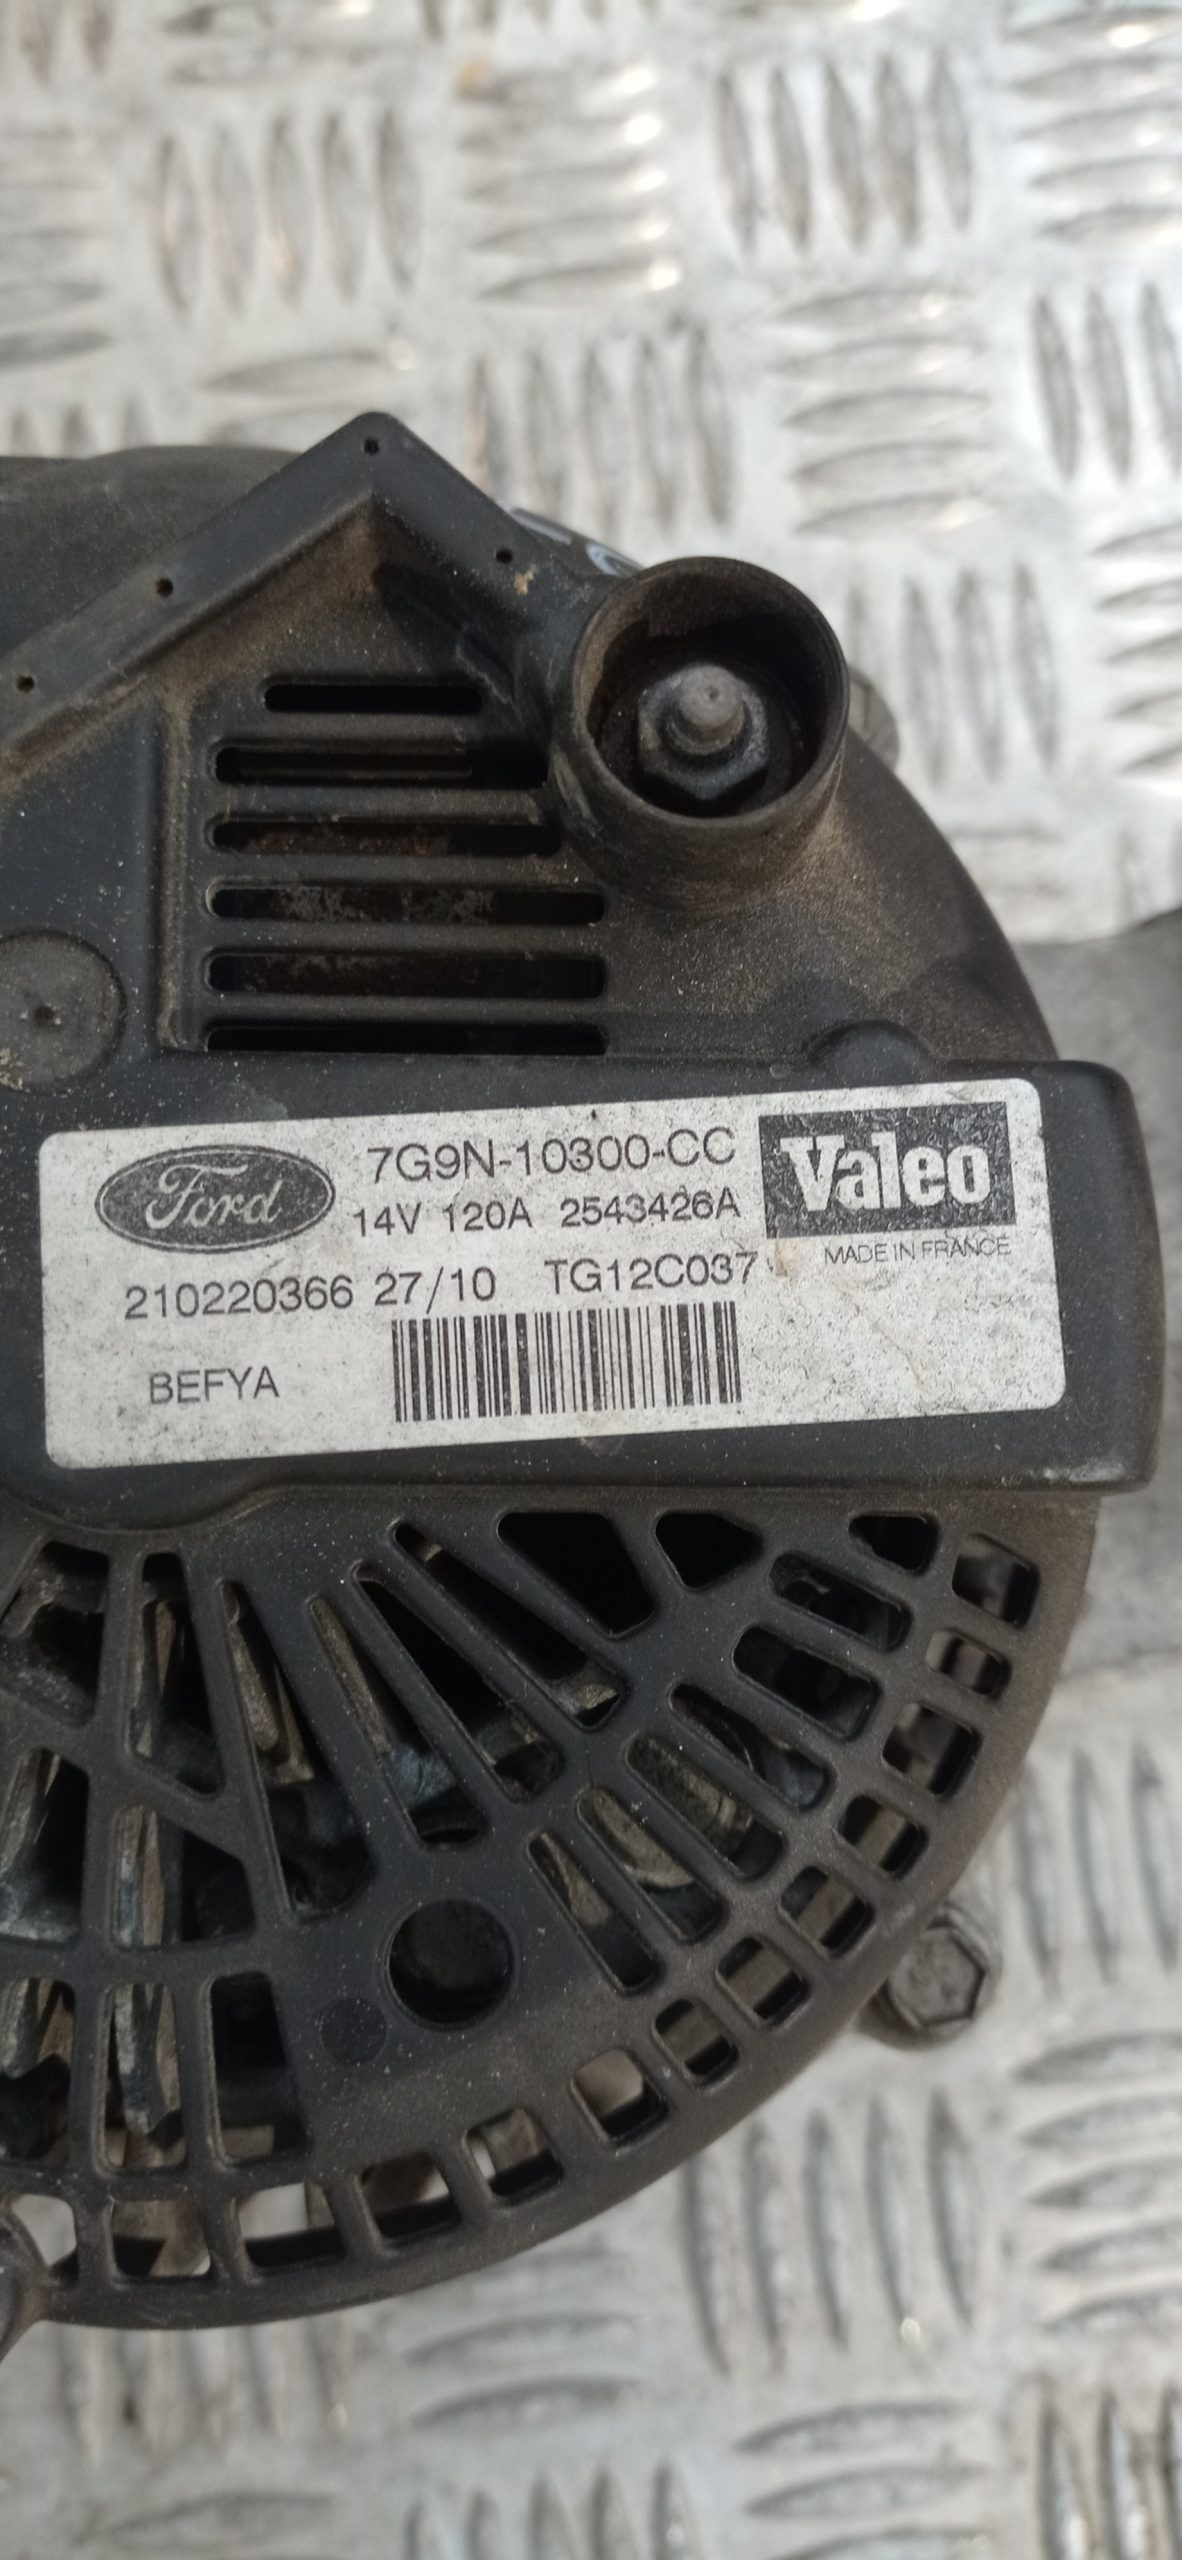 Ford 7G9N-10300-CC Valeo
14V 120A 2543426A
MADE IN FRANCE
210220366 27/10 TG12C037
BEFYA